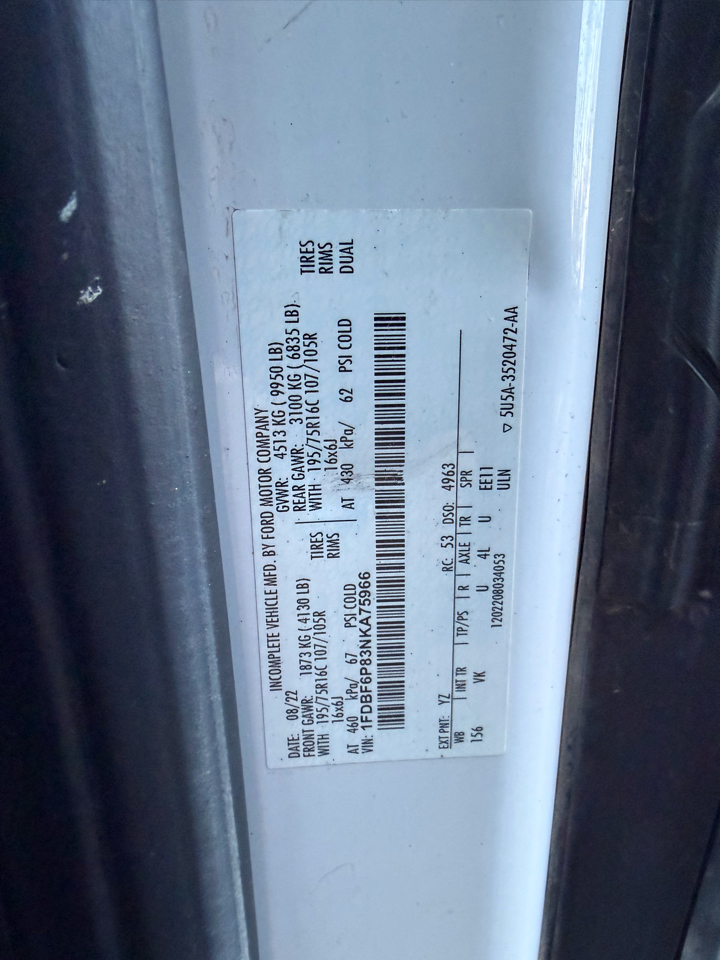 INCOMPLETE VEHICLE MFD. BY FORD MOTOR COMPANY
DATE: 08/22 GVWR: 4513 KG ( 9950 LB)
FRONT GAWR: 1873 KG ( 4130 LB) REAR GAWR: 3100 KG ( 6835 LB)
WITH 195/75R16C 107/105R TIRES WITH 195/75R16C 107/105R TIRES
16x6J RIMS 16x6J RIMS
AT 460 kPa/ 67 PSI COLD AT 430 kPa/ 62 PSI COLD DUAL
VIN: 1FDBF6P83NKA75966
EXT PNT: YZ RC: 53 DSO: 4963
WB | INT TR | TP/PS | R | AXLE | TR | SPR |
156 VK U 4L U EE11
1202208034053 ULN
▽ 5U5A-3520472-AA